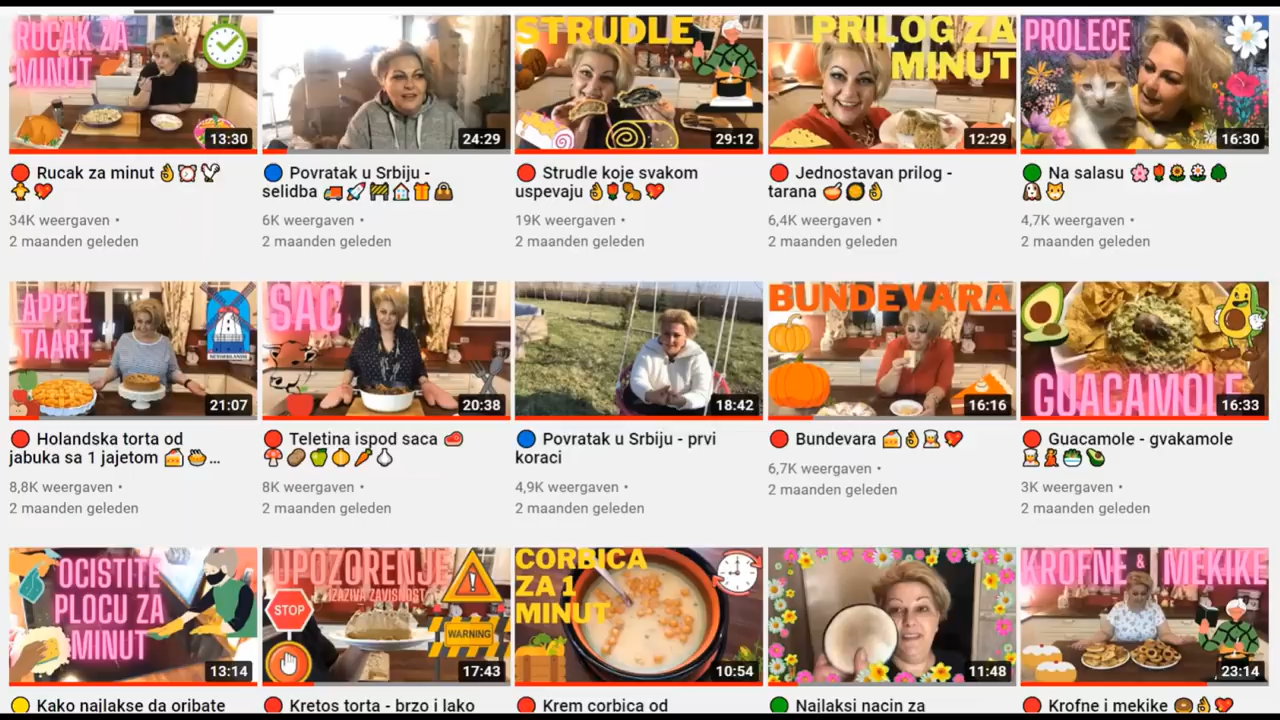 RUCAK ZA
MINUT
13:30
24:29
STRUDLE
29:12
PRILOG ZA
MINUT
12:29
PROLECE
16:30
Rucak za minut
Povratak u Srbiju -
selidba
Strudle koje svakom
uspevaju
Jednostavan prilog -
tarana
Na salasu
34K weergaven •
2 maanden geleden
6K weergaven •
2 maanden geleden
19K weergaven •
2 maanden geleden
6,4K weergaven •
2 maanden geleden
4,7K weergaven •
2 maanden geleden
APPEL
TAART
21:07
SAC
20:38
18:42
BUNDEVARA
16:16
GUACAMOLE
16:33
Holandska torta od
jabuka sa 1 jajetom ...
Teletina ispod saca
Povratak u Srbiju - prvi
koraci
Bundevara
Guacamole - gvakamole
8,8K weergaven •
2 maanden geleden
8K weergaven •
2 maanden geleden
4,9K weergaven •
2 maanden geleden
6,7K weergaven •
2 maanden geleden
3K weergaven •
2 maanden geleden
OCISTITE
PLOCU ZA
MINUT
13:14
UPOZORENJE
IZAZIVA ZAVISNOST
STOP
WARNING
17:43
CORBICA
ZA 1
MINUT
10:54
11:48
KROFNE & MEKIKE
23:14
Kako najlakse da oribate
Kretos torta - brzo i lako
Krem corbica od
Najlaksi nacin za
Krofne i mekike